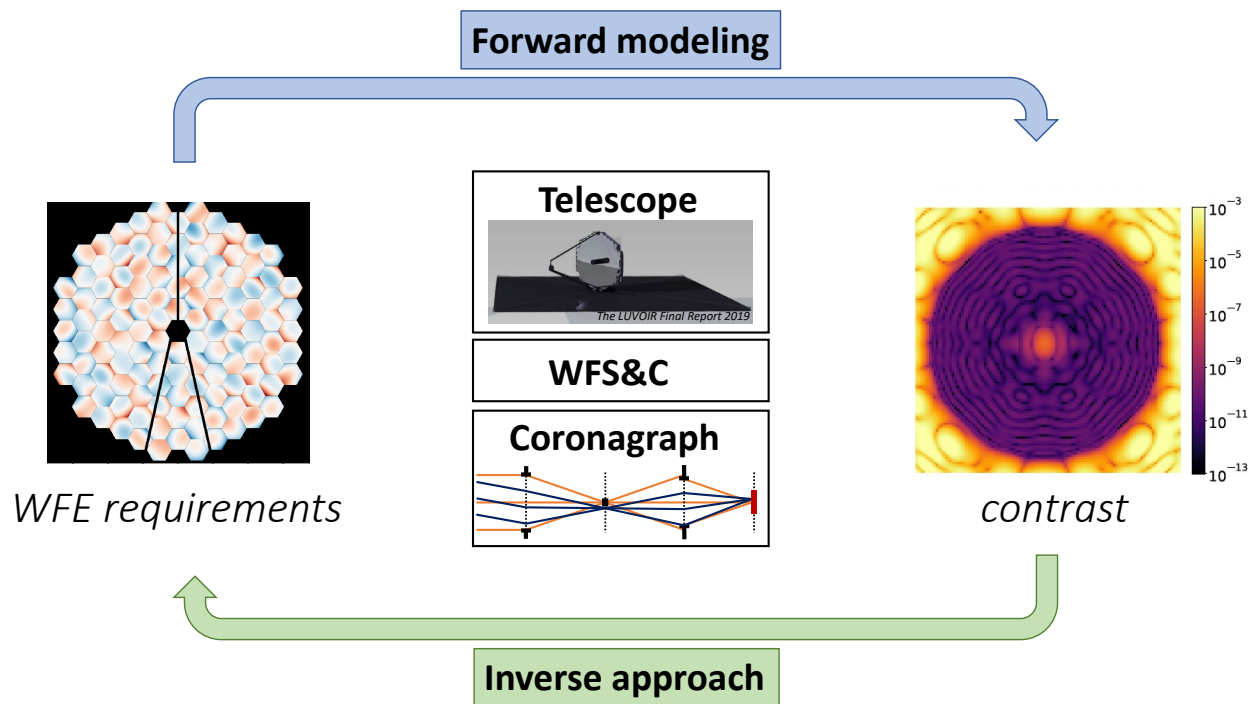 Forward modeling
Telescope
The LUVOIR Final Report 2019
WFS&C
Coronagraph
WFE requirements
10⁻³
10⁻⁵
10⁻⁷
10⁻⁹
10⁻¹¹
10⁻¹³
contrast
Inverse approach